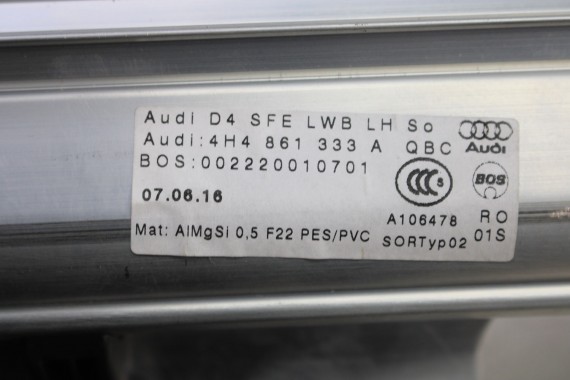 Audi D4 SFE LWB LH So
Audi:4H4 861 333 A QBC
Audi
BOS:002220010701
CCC S
BOS
07.06.16
A106478 RO
Mat: AlMgSi 0,5 F22 PES/PVC SORTyp02 01S